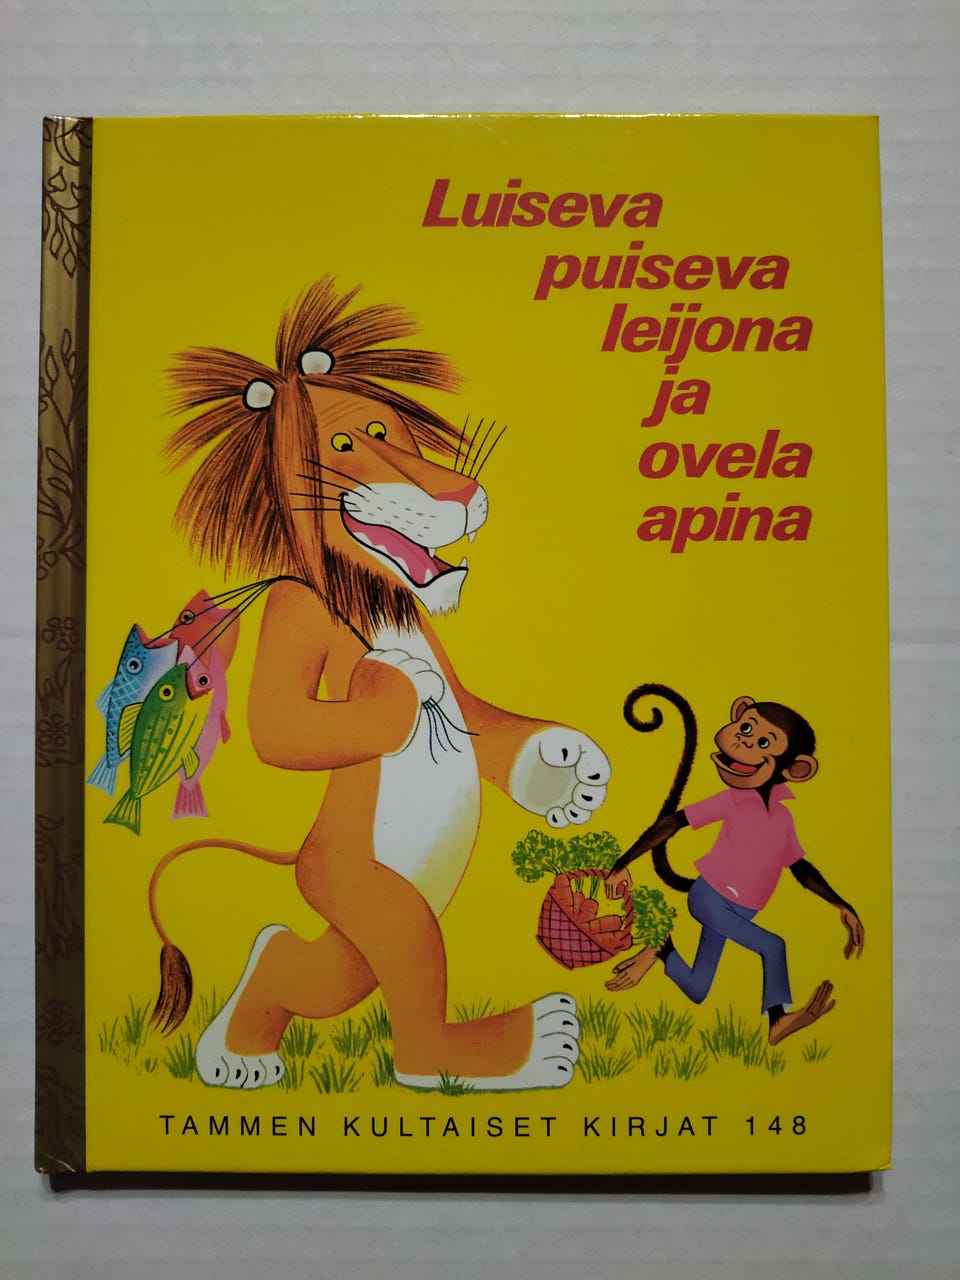 Luiseva
puiseva
leijona
ja
ovela
apina
TAMMEN KULTAISET KIRJAT 148